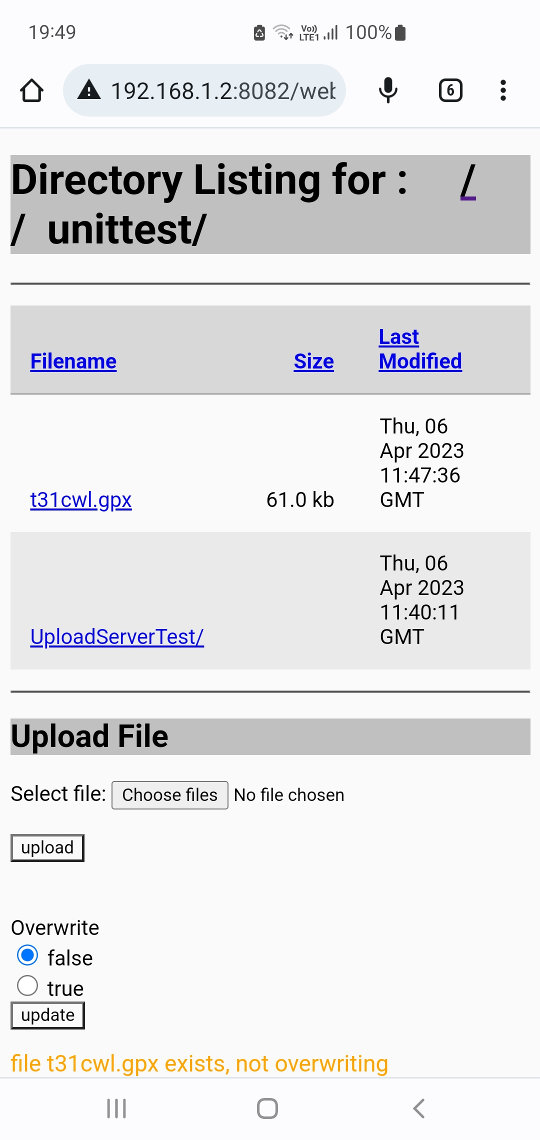 19:49
Vo)) LTE1 100%
192.168.1.2:8082/web
6
Directory Listing for : /
/ unittest/
Filename Size Last Modified
t31cwl.gpx 61.0 kb Thu, 06 Apr 2023 11:47:36 GMT
UploadServerTest/ Thu, 06 Apr 2023 11:40:11 GMT
Upload File
Select file: Choose files No file chosen
upload
Overwrite
false
true
update
file t31cwl.gpx exists, not overwriting